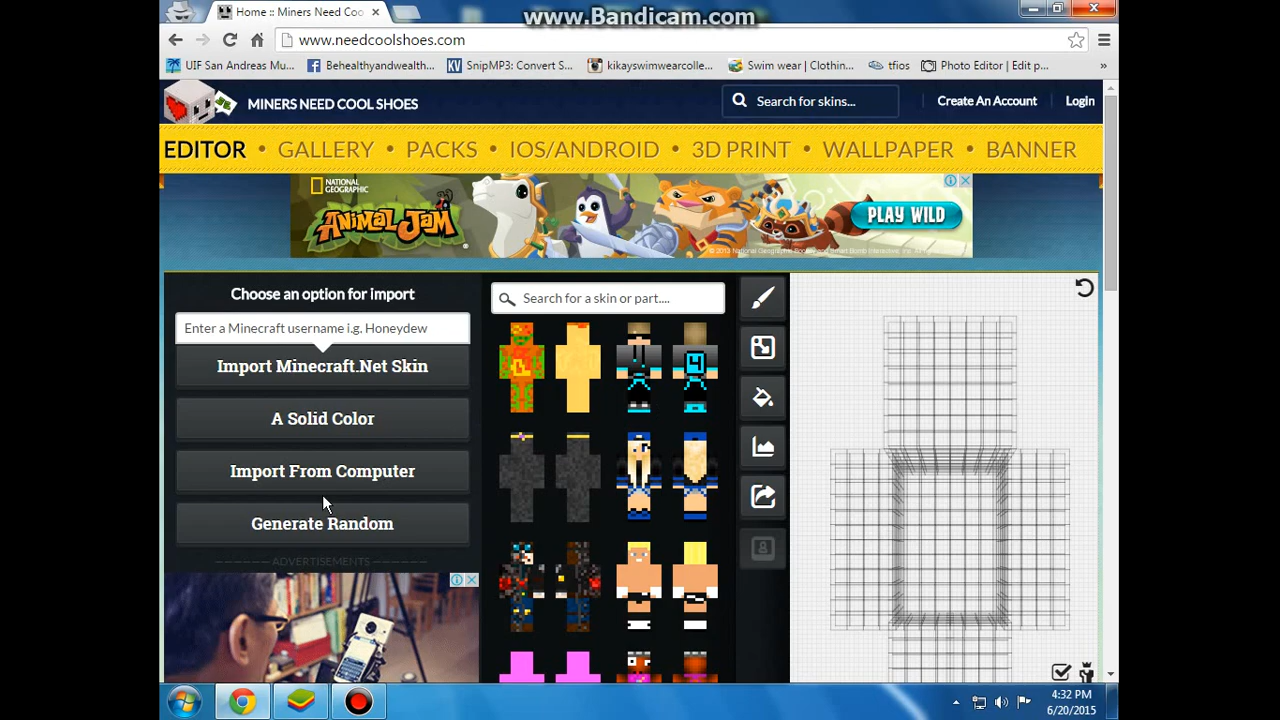 www.Bandicam.com
Home :: Miners Need Coo
www.needcoolshoes.com
UIF San Andreas Mu...
Behealthyandwealth...
SnipMP3: Convert S...
kikayswimwearcolle...
Swim wear | Clothin...
tfios
Photo Editor | Edit p...
»
MINERS NEED COOL SHOES
Search for skins...
Create An Account
Login
EDITOR • GALLERY • PACKS • IOS/ANDROID • 3D PRINT • WALLPAPER • BANNER
NATIONAL
GEOGRAPHIC
ANIMAL JAM
PLAY WILD
Choose an option for import
Enter a Minecraft username i.g. Honeydew
Import Minecraft.Net Skin
A Solid Color
Import From Computer
Generate Random
ADVERTISEMENTS
Search for a skin or part....
4:32 PM
6/20/2015